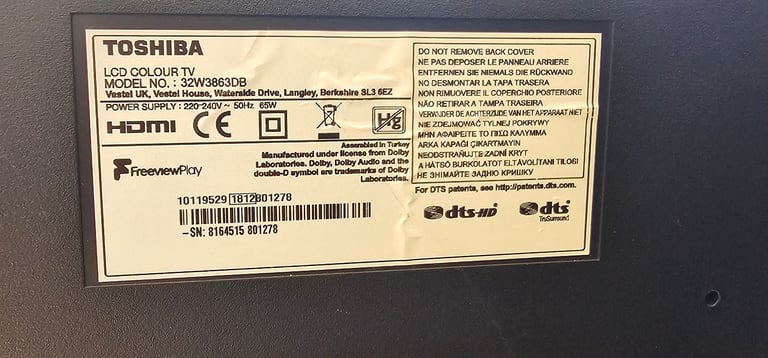 TOSHIBA
LCD COLOUR TV
MODEL NO. : 32W3863DB
Vestel UK, Vestel House, Waterside Drive, Langley, Berkshire SL3 6EZ
POWER SUPPLY : 220-240V ~ 50Hz 65W
HDMI CE Hg
Assembled in Turkey
Manufactured under license from Dolby
Laboratories. Dolby, Dolby Audio and the
double-D symbol are trademarks of Dolby
Laboratories.
FreeviewPlay
10119529 1812 801278
-SN: 8164515 801278
DO NOT REMOVE BACK COVER
NE PAS DEPOSER LE PANNEAU ARRIERE
ENTFERNEN SIE NIEMALS DIE RÜCKWAND
NO DESMONTAR LA TAPA TRASERA
NON RIMUOVERE IL COPERCHIO POSTERIORE
NÃO RETIRAR A TAMPA TRASEIRA
VERWIJDER DE ACHTERZIJDE VAN HET APPARAAT NIET
NIE ZDEJMOWAĆ TYLNEJ POKRYWY
ΜΗΝ ΑΦΑΙΡΕΙΤΕ ΤΟ ΠΙΣΩ ΚΑΛΥΜΜΑ
ARKA KAPAĞI ÇIKARTMAYIN
NEODSTRAŇUJTE ZADNÍ KRYT
A HÁTSÓ BURKOLATOT ELTÁVOLÍTANI TILOS!
НЕ ЗНИМАЙТЕ ЗАДНЮ КРИШКУ
For DTS patents, see http://patents.dts.com.
dts-HD
dts
TruSurround